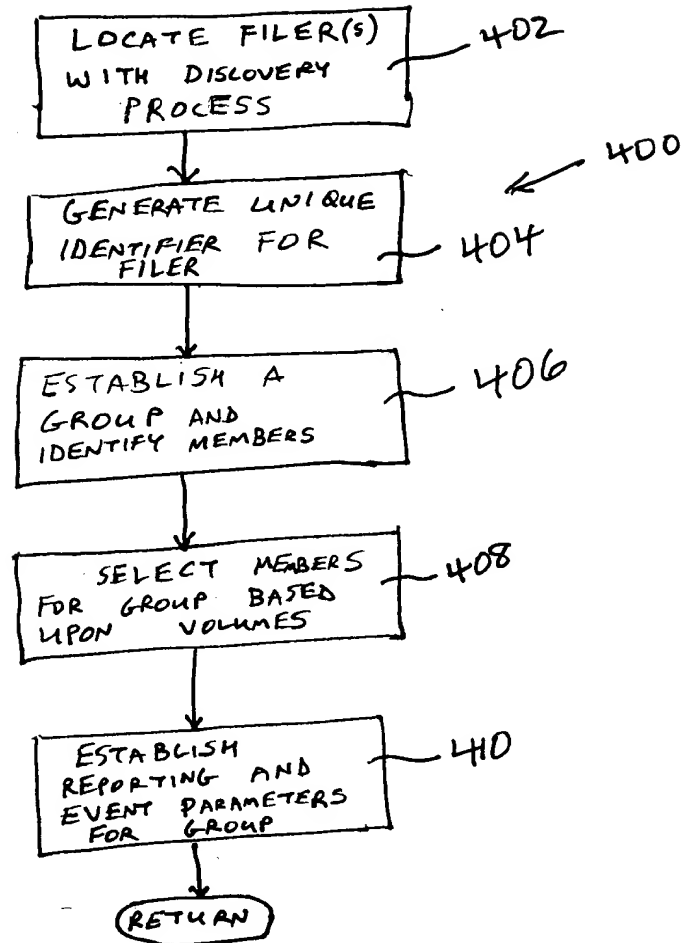 LOCATE FILER(S)
WITH DISCOVERY
PROCESS
402
400
GENERATE UNIQUE
IDENTIFIER FOR
FILER
404
ESTABLISH A
GROUP AND
IDENTIFY MEMBERS
406
SELECT MEMBERS
FOR GROUP BASED
UPON VOLUMES
408
ESTABLISH
REPORTING AND
EVENT PARAMETERS
FOR GROUP
410
RETURN